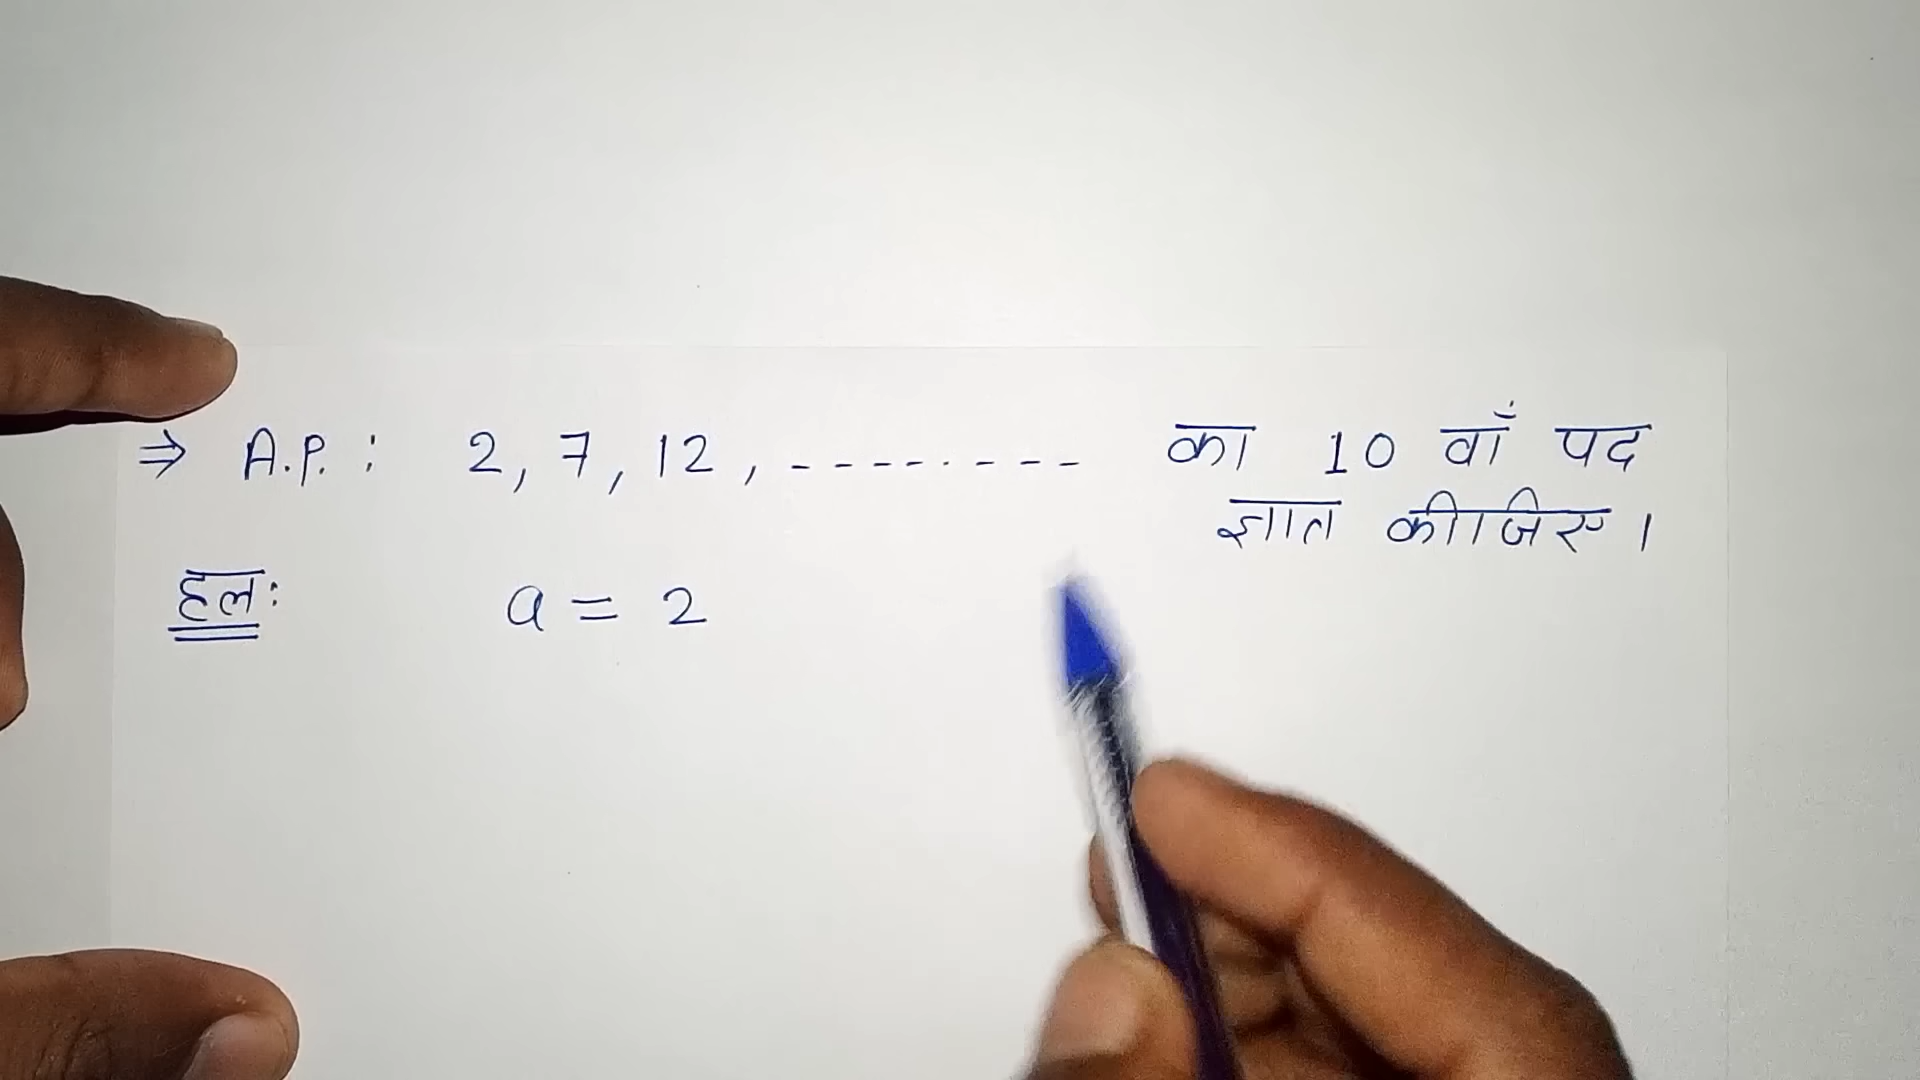 ⇒ A.P. : 2, 7, 12, --------- का 10 वाँ पद
ज्ञात कीजिए ।
हल: a = 2